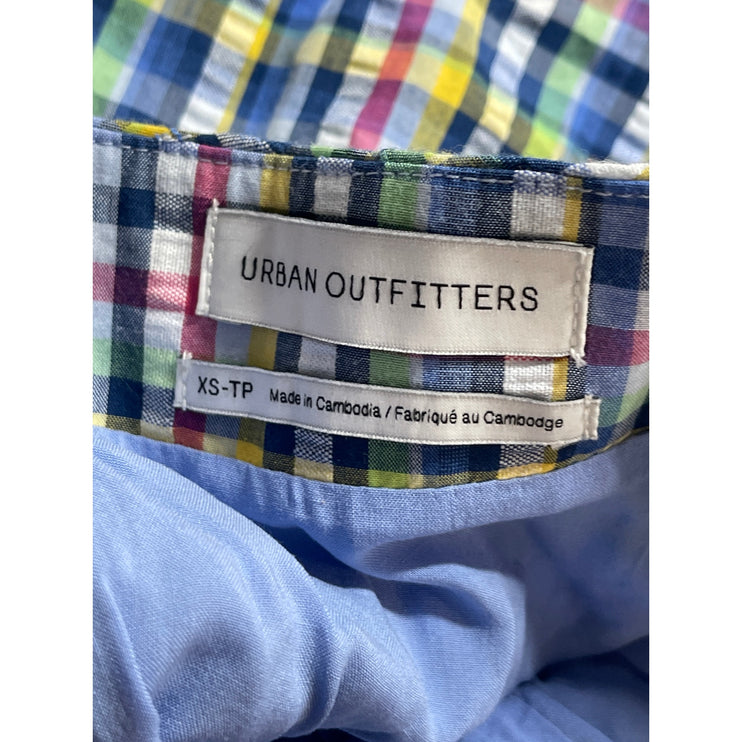 URBAN OUTFITTERS
XS-TP Made in Cambodia / Fabriqué au Cambodge